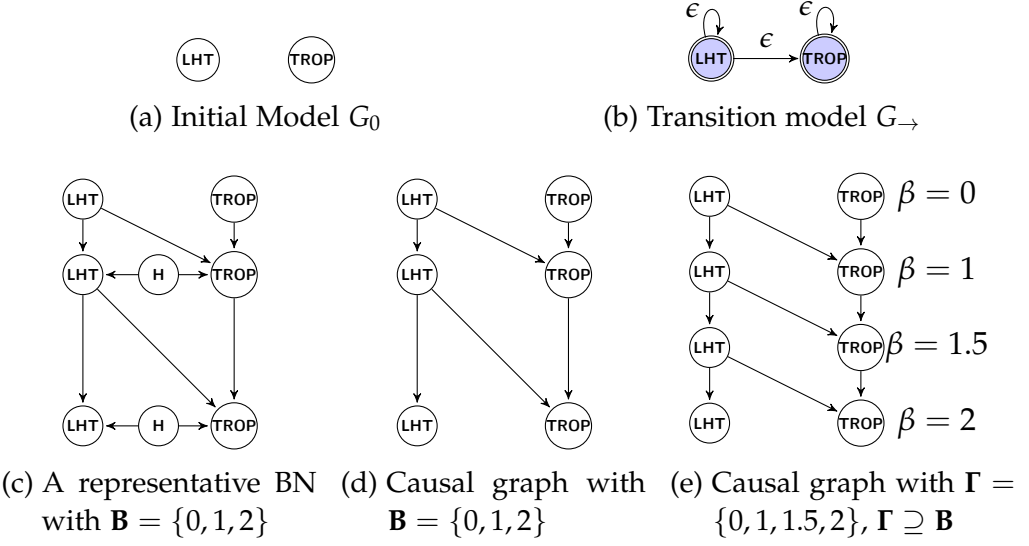 ϵ ϵ
ϵ
LHT TROP LHT TROP
(a) Initial Model G₀ (b) Transition model G→
LHT TROP LHT TROP LHT TROP β = 0
LHT H TROP LHT TROP LHT TROP β = 1
LHT TROP β = 1.5
LHT H TROP LHT TROP LHT TROP β = 2
(c) A representative BN with B = {0, 1, 2}
(d) Causal graph with B = {0, 1, 2}
(e) Causal graph with Γ = {0, 1, 1.5, 2}, Γ ⊇ B